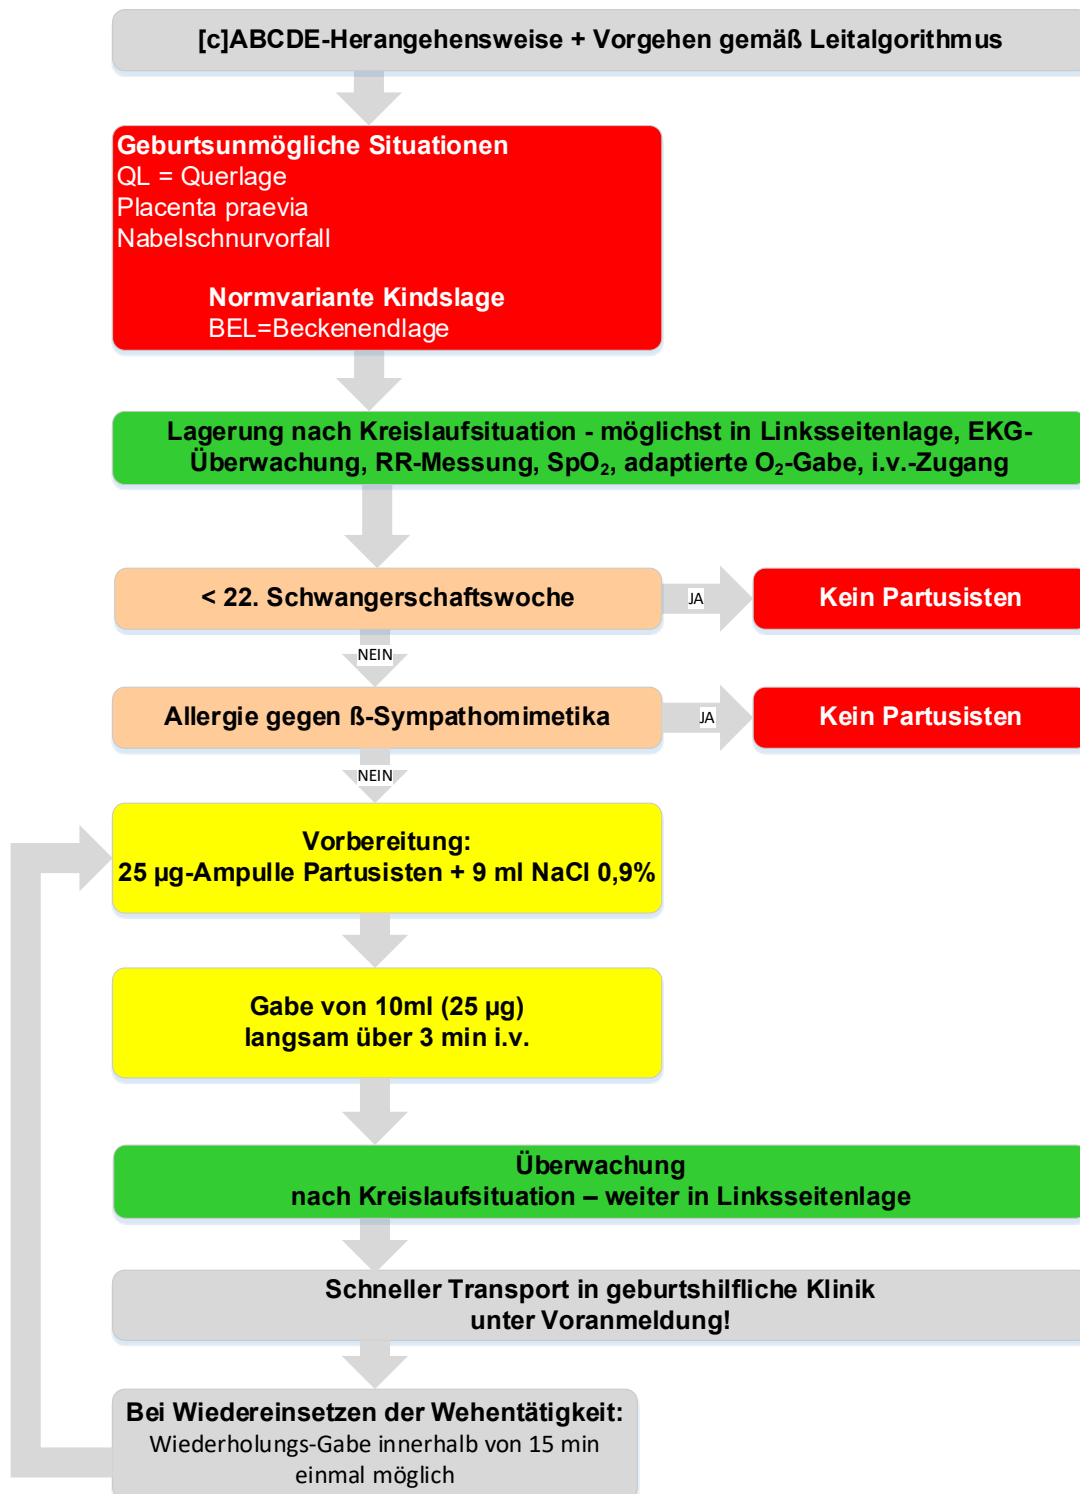 [c]ABCDE-Herangehensweise + Vorgehen gemäß Leitalgorithmus
Geburtsunmögliche Situationen
QL = Querlage
Placenta praevia
Nabelschnurvorfall
Normvariante Kindslage
BEL=Beckenendlage
Lagerung nach Kreislaufsituation - möglichst in Linksseitenlage, EKG-
Überwachung, RR-Messung, SpO₂, adaptierte O₂-Gabe, i.v.-Zugang
< 22. Schwangerschaftswoche
JA
Kein Partusisten
NEIN
Allergie gegen ß-Sympathomimetika
JA
Kein Partusisten
NEIN
Vorbereitung:
25 µg-Ampulle Partusisten + 9 ml NaCl 0,9%
Gabe von 10ml (25 µg)
langsam über 3 min i.v.
Überwachung
nach Kreislaufsituation – weiter in Linksseitenlage
Schneller Transport in geburtshilfliche Klinik
unter Voranmeldung!
Bei Wiedereinsetzen der Wehentätigkeit:
Wiederholungs-Gabe innerhalb von 15 min
einmal möglich